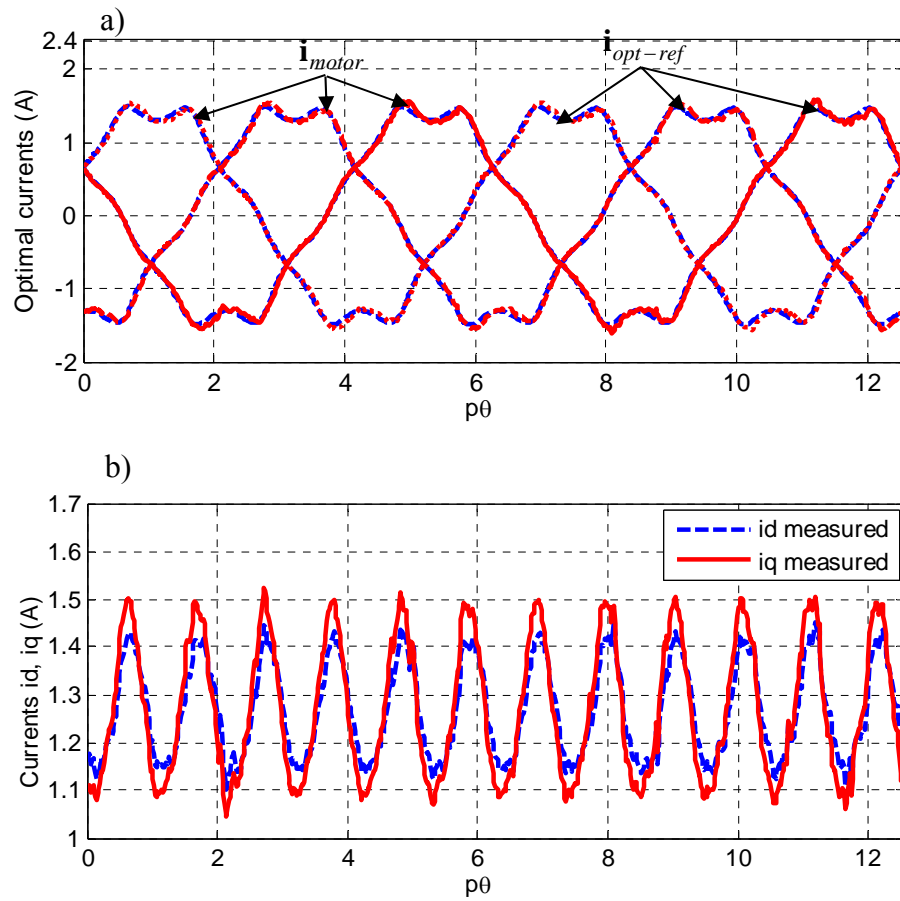 a)
2.4
2
1
0
-1
-2
Optimal currents (A)
i motor
i opt-ref
0 2 4 6 8 10 12
pθ
b)
1.7
1.6
1.5
1.4
1.3
1.2
1.1
1
Currents id, iq (A)
id measured
iq measured
0 2 4 6 8 10 12
pθ